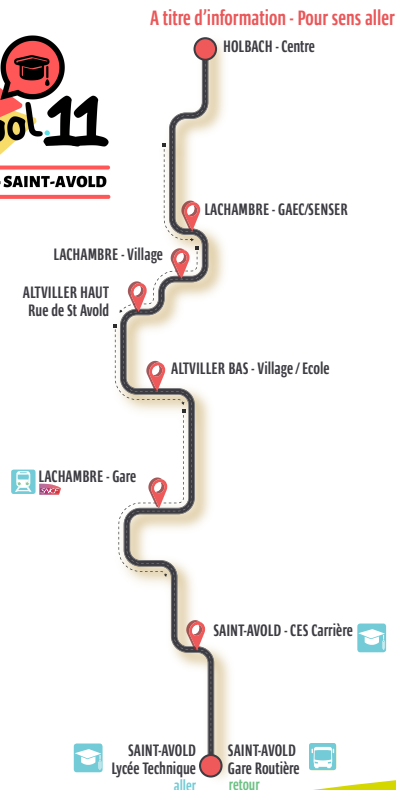 A titre d'information - Pour sens aller
HOLBACH - Centre
ool.11
- SAINT-AVOLD
LACHAMBRE - GAEC/SENSER
LACHAMBRE - Village
ALTVILLER HAUT
Rue de St Avold
ALTVILLER BAS - Village / Ecole
LACHAMBRE - Gare
SNCF
SAINT-AVOLD - CES Carrière
SAINT-AVOLD
Lycée Technique
aller
SAINT-AVOLD
Gare Routière
retour